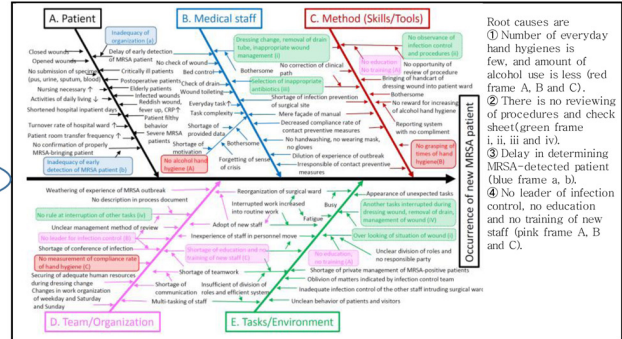 A. Patient
B. Medical staff
C. Method (Skills/Tools)
Inadequacy of
organization (a)
Closed wounds
Opened wound
Delay of early detection
of MRSA patient
No submission of specimen
(pus, urine, sputum, blood)
Critically ill patients
Postoperative patients
Nursing necessary ↑
Elderly patients
Infected wounds
Activities of daily living ↓
Reddish wound,
fever up, CRP↑
Shortened hospital inpatient days
Patient filthy
behavior
Turnover rate of hospital ward ↑
Severe MRSA
patients
Patient room transfer frequency ↑
No confirmation of properly
MRSA-bringing patient
Inadequacy of early
detection of MRSA patient (b)
Dressing change, removal of drain
tube, inappropriate wound
management (i)
No check of wound
Bed control
Bothersome
No correction of clinical
path
Check of drain
Wound toileting
Selection of inappropriate
antibiotics (iii)
Everyday task↑
Task complexity
Shortage of infection prevention
of surgical site
Mere façade of manual
Shortage of
provided data
Decreased compliance rate of
contact preventive measures
Bothersome
Shortage of
motivation
No handwashing, no wearing mask,
no gloves
No alcohol hand
hygiene (A)
Forgetting of sense
of crisis
Dilution of experience of outbreak
Irresponsible of contact preventive
measures
No observance of
infection control
and procedures (ii)
No education
No training
No opportunity of
review of procedure
Bringing of handcart of
dressing wound into patient ward
Bothersome
No reward for increasing
of alcohol hand hygiene
Reporting system
with no compliment
No grasping of
times of hand
hygiene(B)
Occurrence of new MRSA patient
Weathering of experience of MRSA outbreak
No description in process document
No rule at interruption of other tasks (iv)
Unclear management method of review
No leader for infection control (B)
Shortage of conference of infection
No measurement of compliance rate
of hand hygiene (C)
Securing of adequate human resources
during dressing change
Changes in work organization
of weekday and Saturday
and Sunday
Shortage of teamwork
Shortage of
communication
Multi-tasking of staff
Reorganization of surgical ward
Interrupted work increased
into routine work
Adopt of new staff
Inexperience of staff in personnel move
Shortage of education and no
training of new staff (C)
Busy
Fatigue
Insufficient of division of
roles and efficient system
Appearance of unexpected tasks
Another tasks interrupted during
dressing wound, removal of drain,
management of wound (iV)
Over looking of situation of wound (i)
No education,
no training (A)
Unclear division of roles and
no responsible party
Shortage of private management of MRSA-positive patients
Oblivion of matters indicated by infection control team
Inadequate infection control of the other staff intruding surgical ward
Unclear behavior of patients and visitors
D. Team/Organization
E. Tasks/Environment
Root causes are
① Number of everyday
hand hygienes is
few, and amount of
alcohol use is less (red
frame A, B and C).
② There is no reviewing
of procedures and check
sheet(green frame
i, ii, iii and iv).
③ Delay in determining
MRSA-detected patient
(blue frame a, b).
④ No leader of infection
control, no education
and no training of new
staff (pink frame A, B
and C).